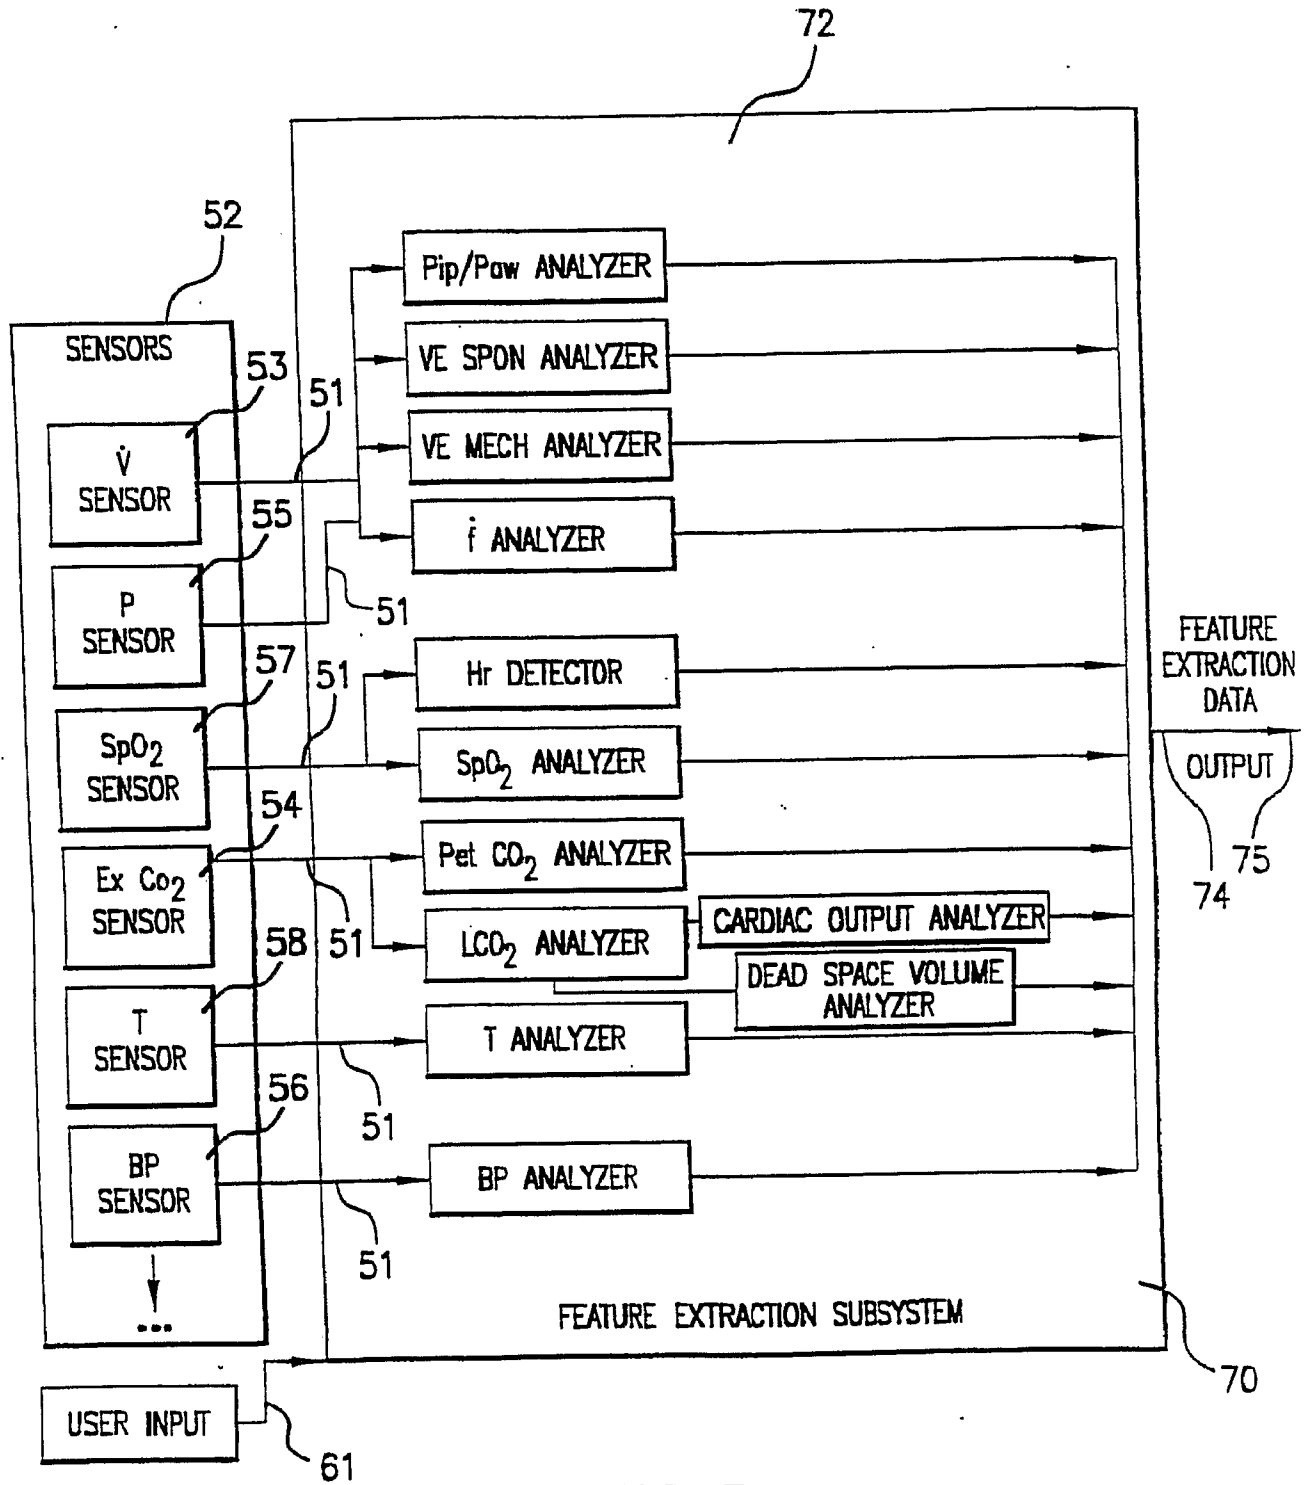 72
52
SENSORS
53
51
V̇
SENSOR
55
P
SENSOR
51
57
51
SpO₂
SENSOR
54
Ex Co₂
SENSOR
51
58
T
SENSOR
51
56
BP
SENSOR
51
...
USER INPUT
61
Pip/Paw ANALYZER
VE SPON ANALYZER
VE MECH ANALYZER
ḟ ANALYZER
Hr DETECTOR
SpO₂ ANALYZER
Pet CO₂ ANALYZER
LCO₂ ANALYZER
CARDIAC OUTPUT ANALYZER
DEAD SPACE VOLUME
ANALYZER
T ANALYZER
BP ANALYZER
FEATURE EXTRACTION SUBSYSTEM
70
FEATURE
EXTRACTION
DATA
OUTPUT
75
74